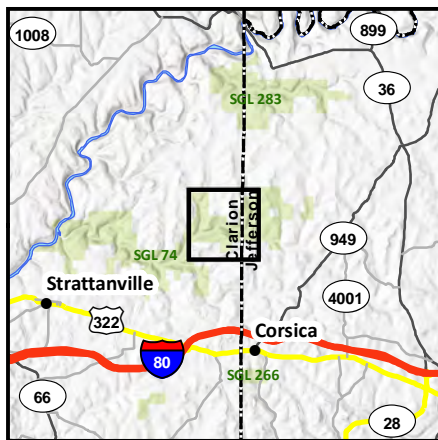 1008
899
36
SGL 283
Clarion
Jefferson
949
SGL 74
4001
Strattanville
322
Corsica
80
SGL 266
66
28